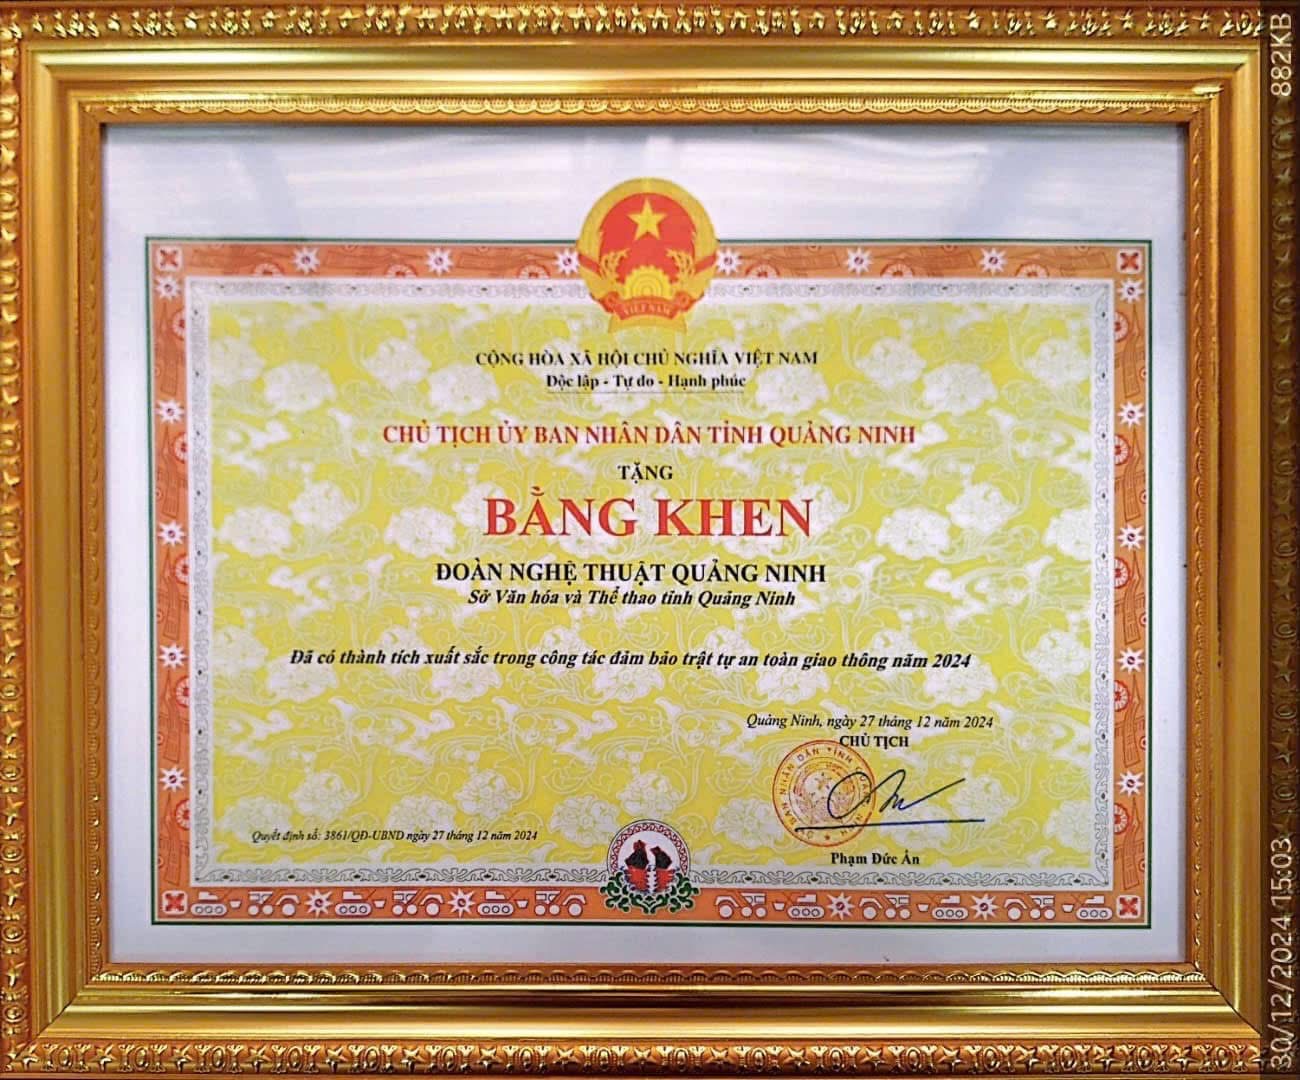 VIỆT NAM
CỘNG HÒA XÃ HỘI CHỦ NGHĨA VIỆT NAM
Độc lập - Tự do - Hạnh phúc
CHỦ TỊCH ỦY BAN NHÂN DÂN TỈNH QUẢNG NINH
TẶNG
BẰNG KHEN
ĐOÀN NGHỆ THUẬT QUẢNG NINH
Sở Văn hóa và Thể thao tỉnh Quảng Ninh
Đã có thành tích xuất sắc trong công tác đảm bảo trật tự an toàn giao thông năm 2024
Quảng Ninh, ngày 27 tháng 12 năm 2024
CHỦ TỊCH
BAN NHÂN DÂN TỈNH
Quyết định số: 3861/QĐ-UBND ngày 27 tháng 12 năm 2024
Phạm Đức Ấn
30/12/2024 15:03 882KB